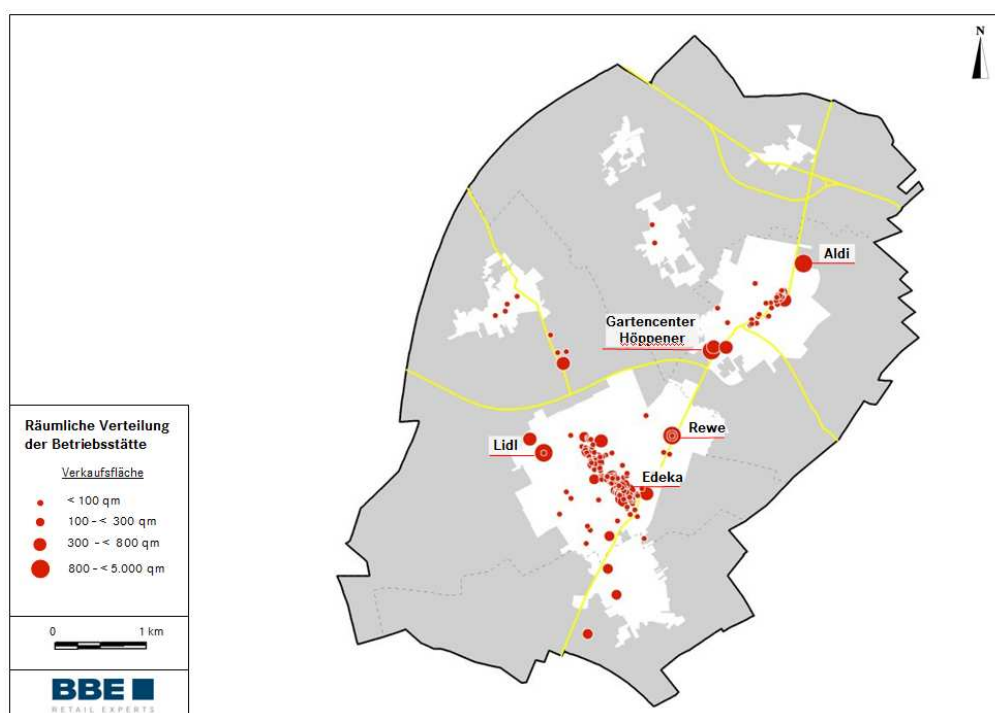 N
Aldi
Gartencenter
Höppener
Rewe
Lidl
Edeka
Räumliche Verteilung
der Betriebsstätte
Verkaufsfläche
< 100 qm
100 - < 300 qm
300 - < 800 qm
800 - < 5.000 qm
0 1 km
BBE
RETAIL EXPERTS